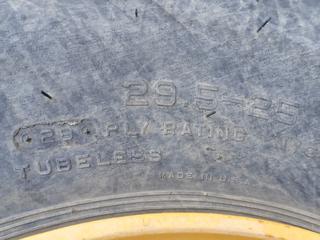 29.5-25
28 PLY RATING
TUBELESS
MADE IN U.S.A.